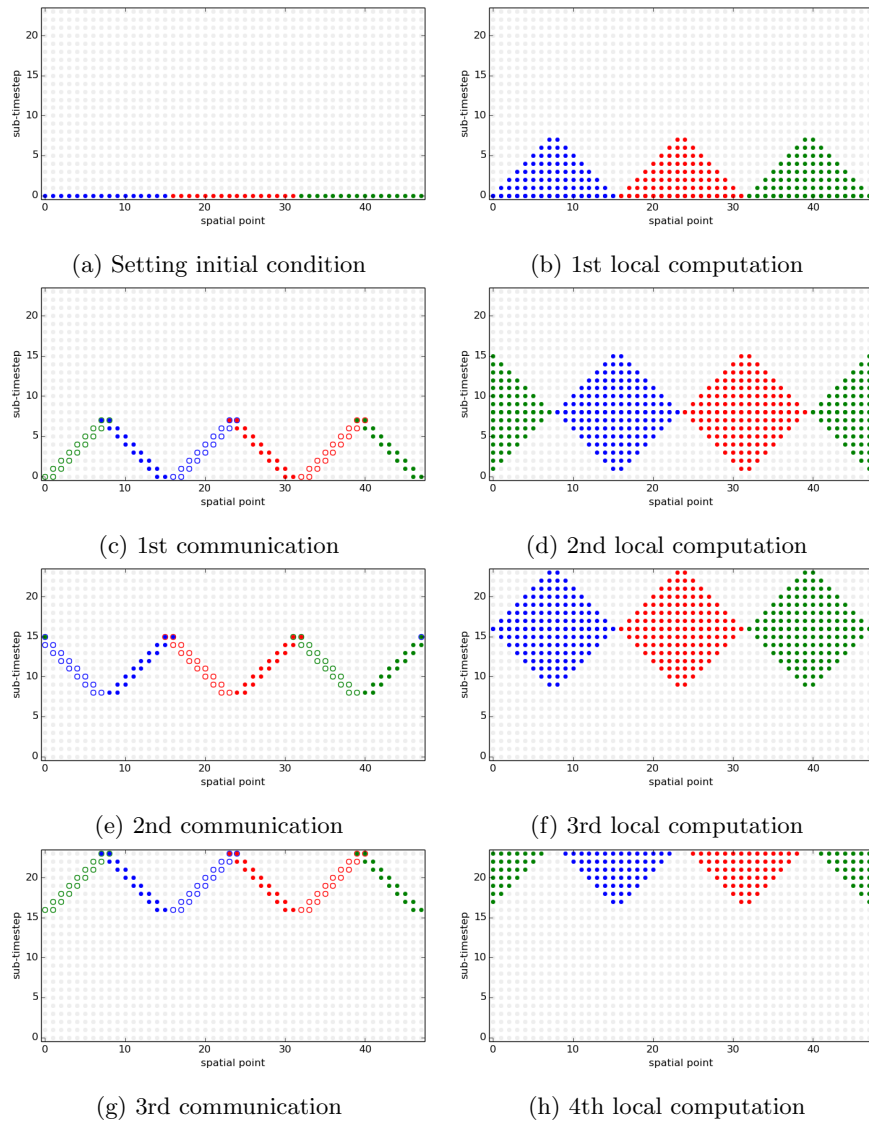 20
15
10
5
0
sub-timestep
0 10 20 30 40
spatial point
(a) Setting initial condition
20
15
10
5
0
sub-timestep
0 10 20 30 40
spatial point
(b) 1st local computation
20
15
10
5
0
sub-timestep
0 10 20 30 40
spatial point
(c) 1st communication
20
15
10
5
0
sub-timestep
0 10 20 30 40
spatial point
(d) 2nd local computation
20
15
10
5
0
sub-timestep
0 10 20 30 40
spatial point
(e) 2nd communication
20
15
10
5
0
sub-timestep
0 10 20 30 40
spatial point
(f) 3rd local computation
20
15
10
5
0
sub-timestep
0 10 20 30 40
spatial point
(g) 3rd communication
20
15
10
5
0
sub-timestep
0 10 20 30 40
spatial point
(h) 4th local computation